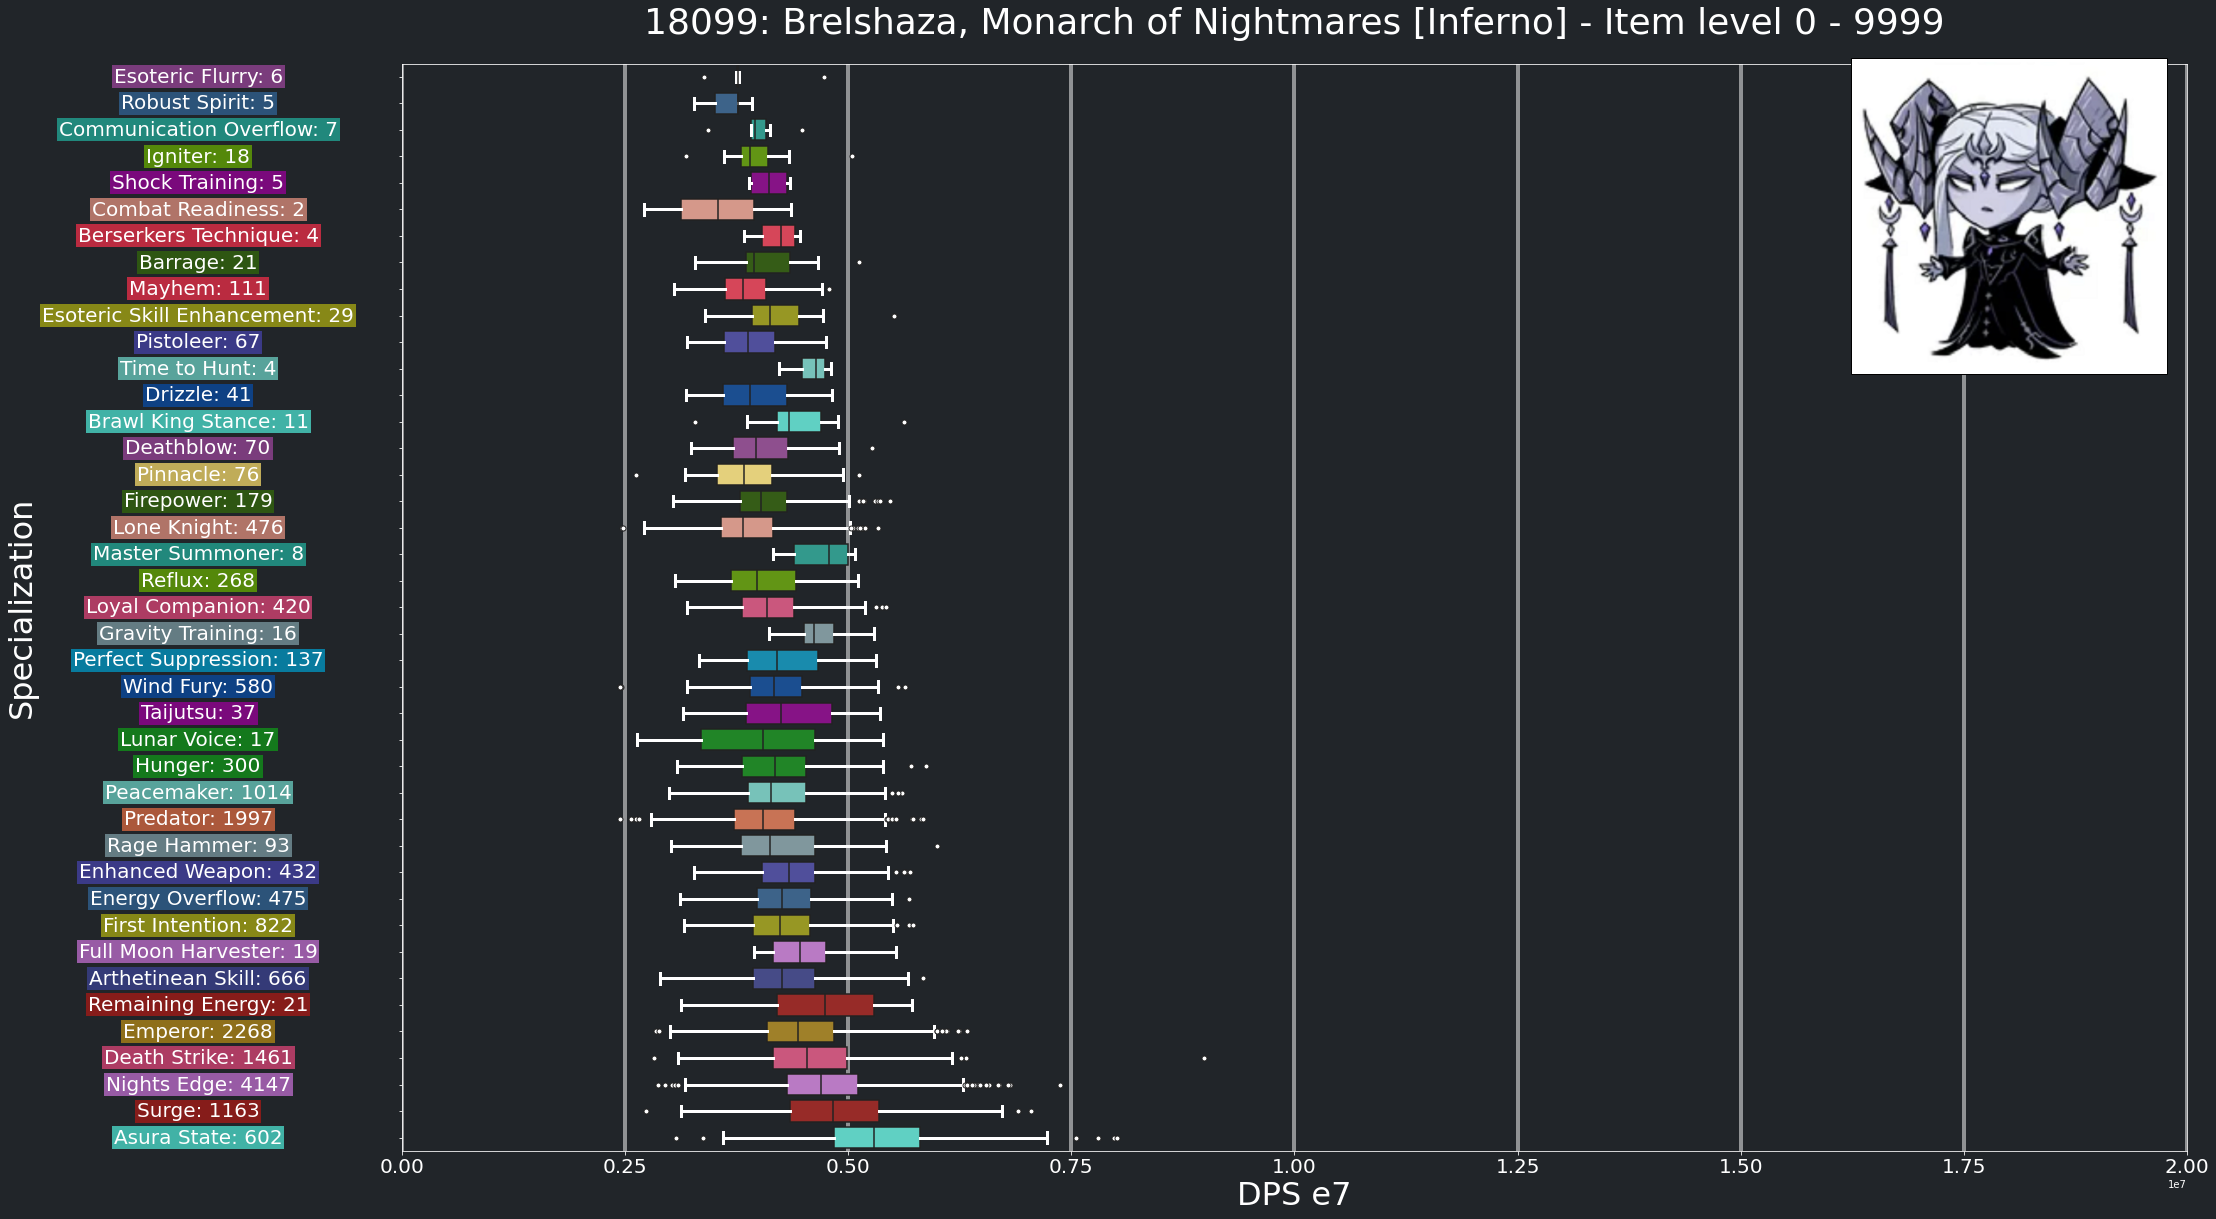 18099: Brelshaza, Monarch of Nightmares [Inferno] - Item level 0 - 9999
Specialization
Esoteric Flurry: 6
Robust Spirit: 5
Communication Overflow: 7
Igniter: 18
Shock Training: 5
Combat Readiness: 2
Berserkers Technique: 4
Barrage: 21
Mayhem: 111
Esoteric Skill Enhancement: 29
Pistoleer: 67
Time to Hunt: 4
Drizzle: 41
Brawl King Stance: 11
Deathblow: 70
Pinnacle: 76
Firepower: 179
Lone Knight: 476
Master Summoner: 8
Reflux: 268
Loyal Companion: 420
Gravity Training: 16
Perfect Suppression: 137
Wind Fury: 580
Taijutsu: 37
Lunar Voice: 17
Hunger: 300
Peacemaker: 1014
Predator: 1997
Rage Hammer: 93
Enhanced Weapon: 432
Energy Overflow: 475
First Intention: 822
Full Moon Harvester: 19
Arthetinean Skill: 666
Remaining Energy: 21
Emperor: 2268
Death Strike: 1461
Nights Edge: 4147
Surge: 1163
Asura State: 602
0.00 0.25 0.50 0.75 1.00 1.25 1.50 1.75 2.00
1e7
DPS e7